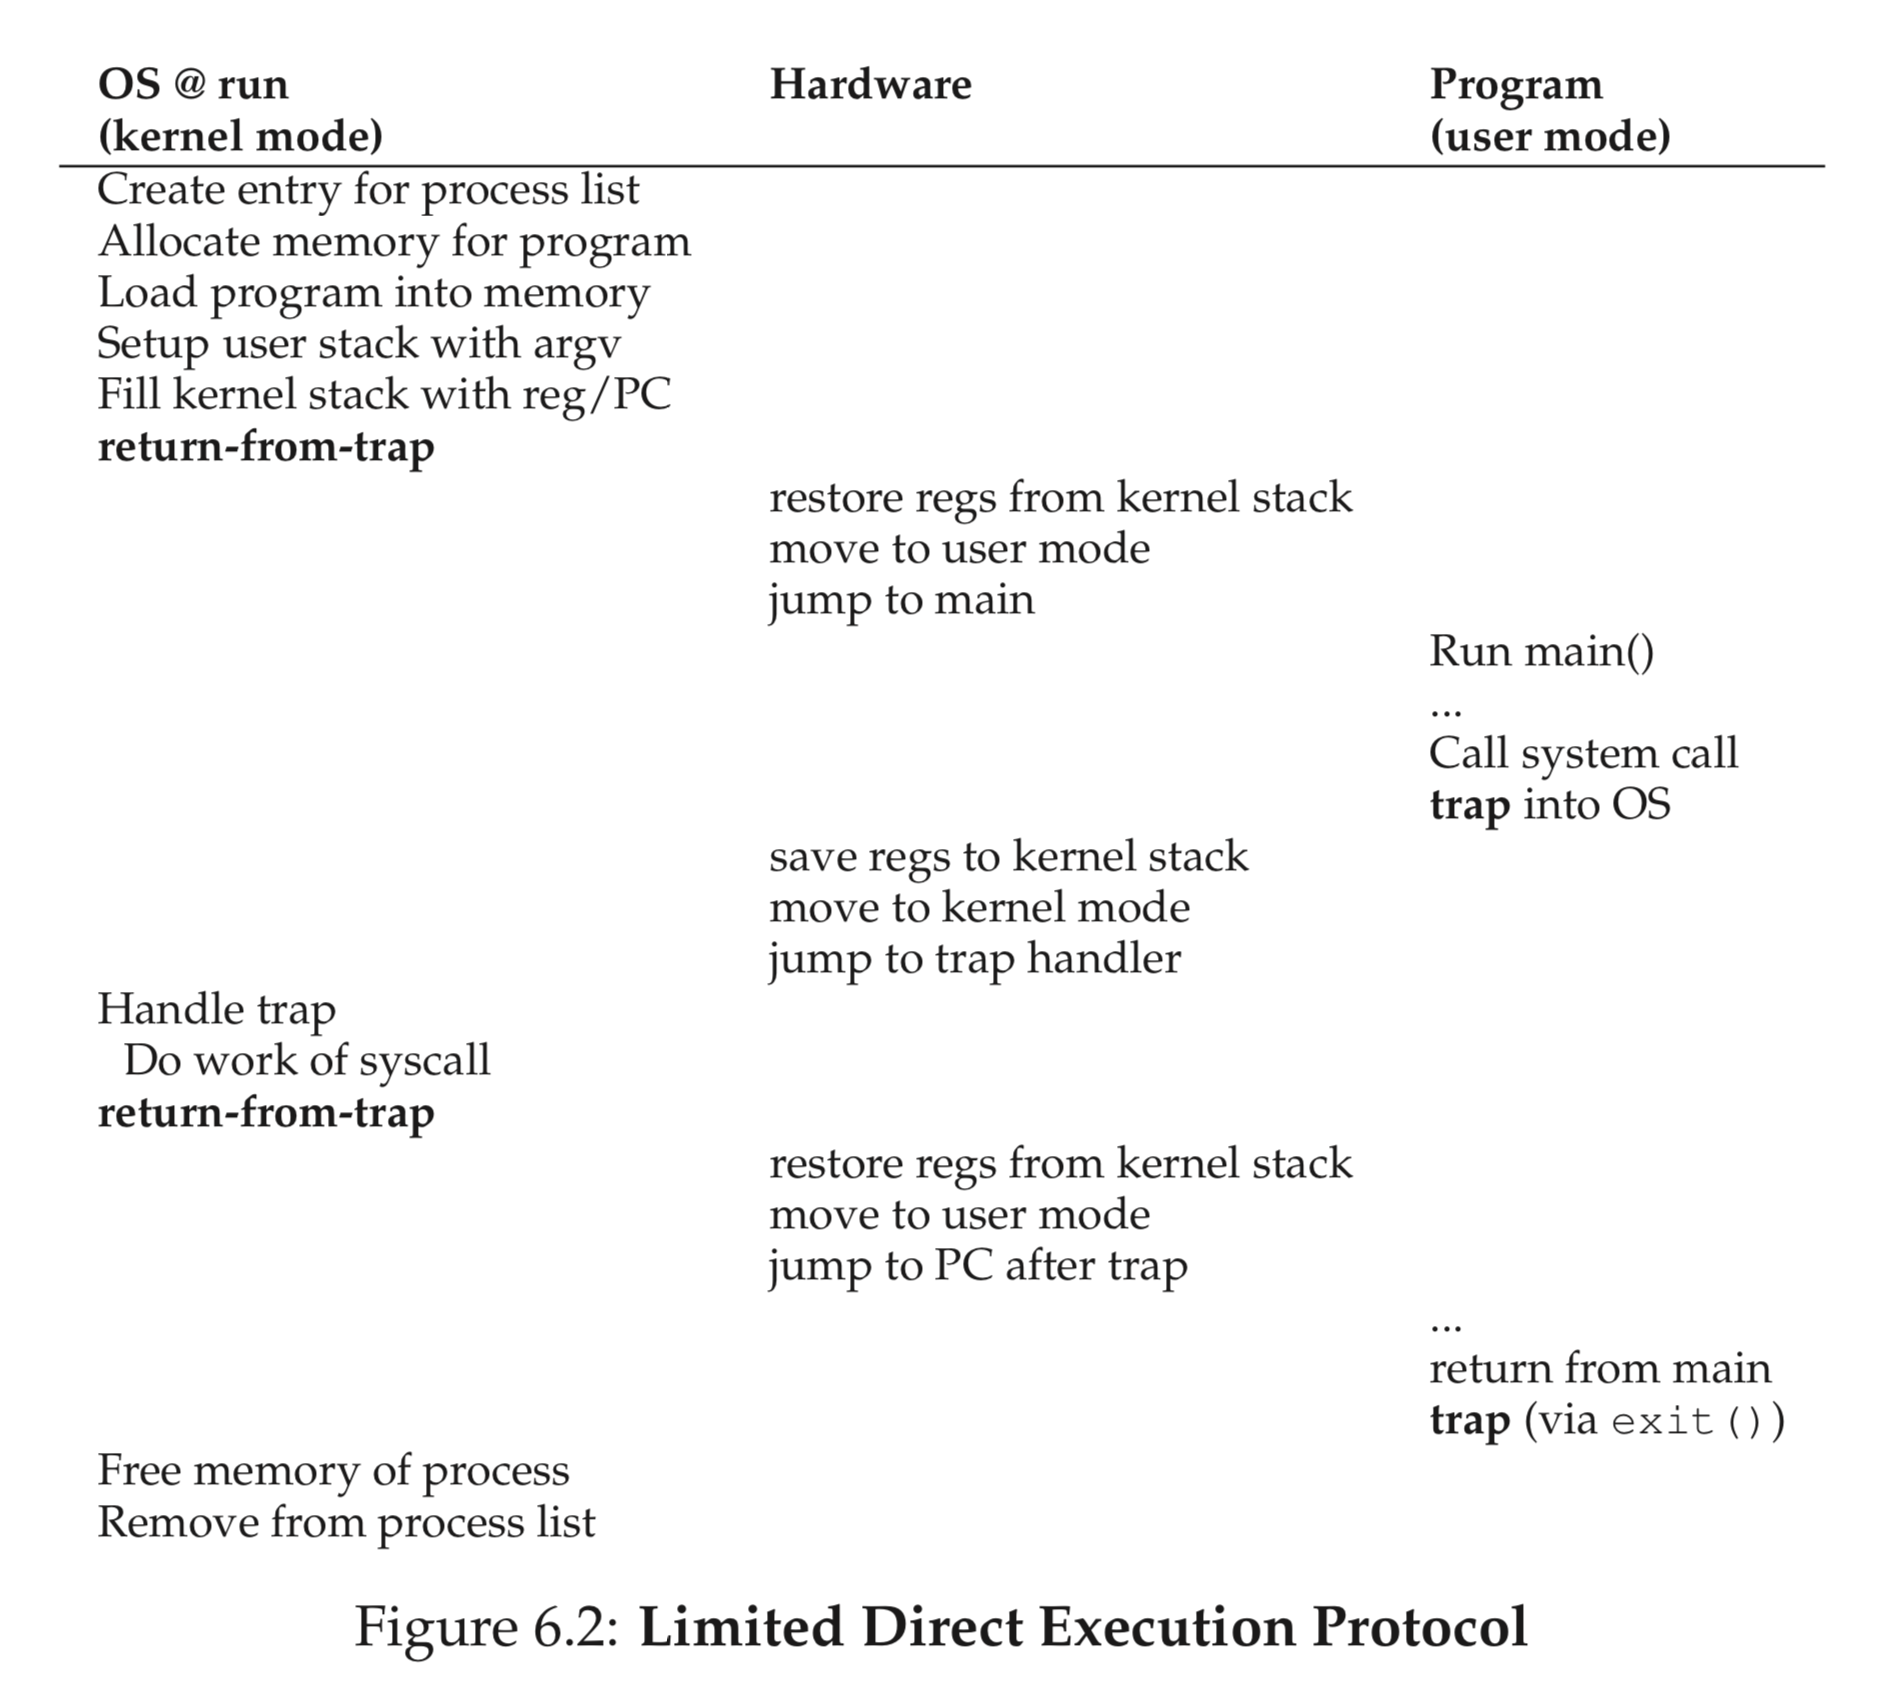 OS @ run Hardware Program
(kernel mode) (user mode)
Create entry for process list
Allocate memory for program
Load program into memory
Setup user stack with argv
Fill kernel stack with reg/PC
return-from-trap
restore regs from kernel stack
move to user mode
jump to main
Run main()
...
Call system call
trap into OS
save regs to kernel stack
move to kernel mode
jump to trap handler
Handle trap
Do work of syscall
return-from-trap
restore regs from kernel stack
move to user mode
jump to PC after trap
...
return from main
trap (via exit())
Free memory of process
Remove from process list
Figure 6.2: Limited Direct Execution Protocol